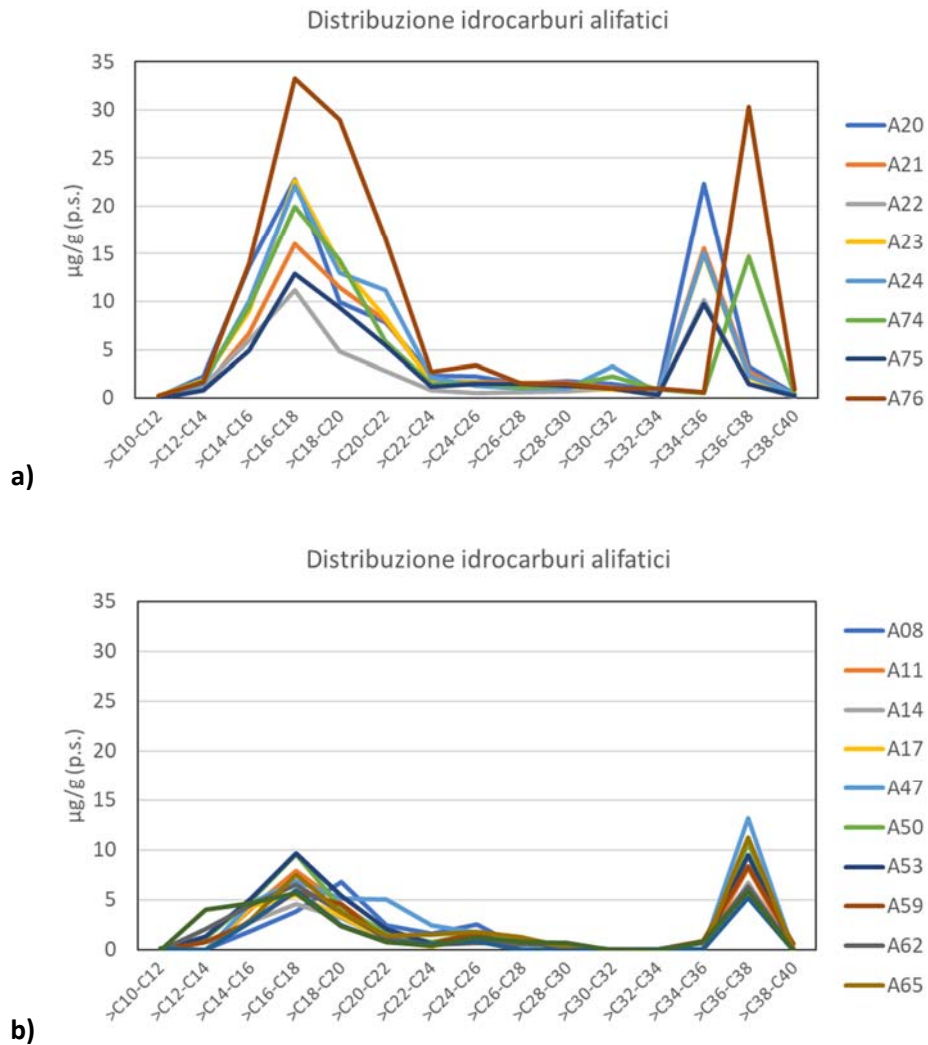 Distribuzione idrocarburi alifatici
35
30
25
20
15
10
5
0
µg/g (p.s.)
>C10-C12
>C12-C14
>C14-C16
>C16-C18
>C18-C20
>C20-C22
>C22-C24
>C24-C26
>C26-C28
>C28-C30
>C30-C32
>C32-C34
>C34-C36
>C36-C38
>C38-C40
A20
A21
A22
A23
A24
A74
A75
A76
a)
Distribuzione idrocarburi alifatici
35
30
25
20
15
10
5
0
µg/g (p.s.)
>C10-C12
>C12-C14
>C14-C16
>C16-C18
>C18-C20
>C20-C22
>C22-C24
>C24-C26
>C26-C28
>C28-C30
>C30-C32
>C32-C34
>C34-C36
>C36-C38
>C38-C40
A08
A11
A14
A17
A47
A50
A53
A59
A62
A65
b)